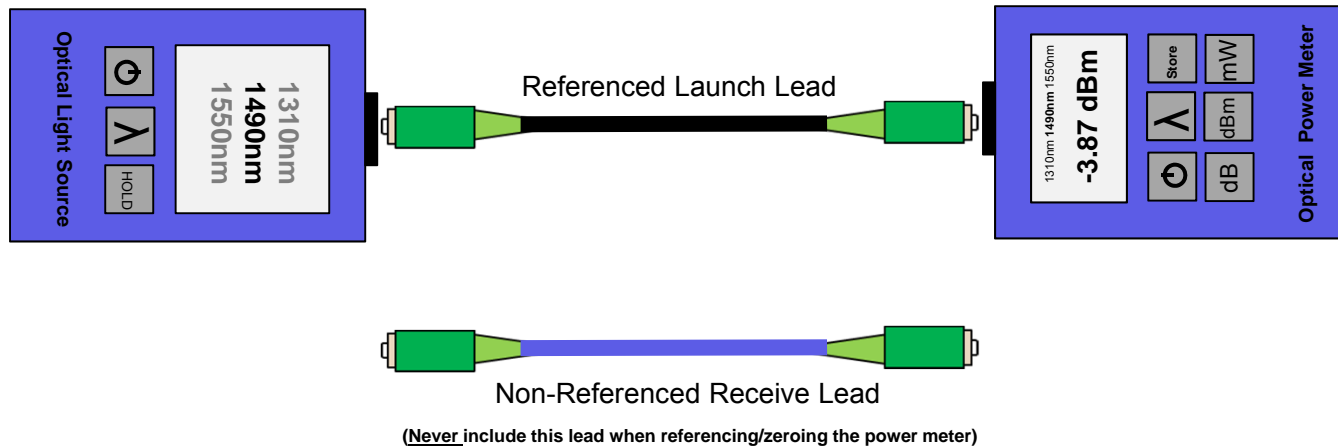 Optical Light Source
HOLD
1310nm
1490nm
1550nm
Referenced Launch Lead
1310nm 1490nm 1550nm
-3.87 dBm
Store
λ
mW
dBm
dB
Optical Power Meter
λ
Non-Referenced Receive Lead
(Never include this lead when referencing/zeroing the power meter)